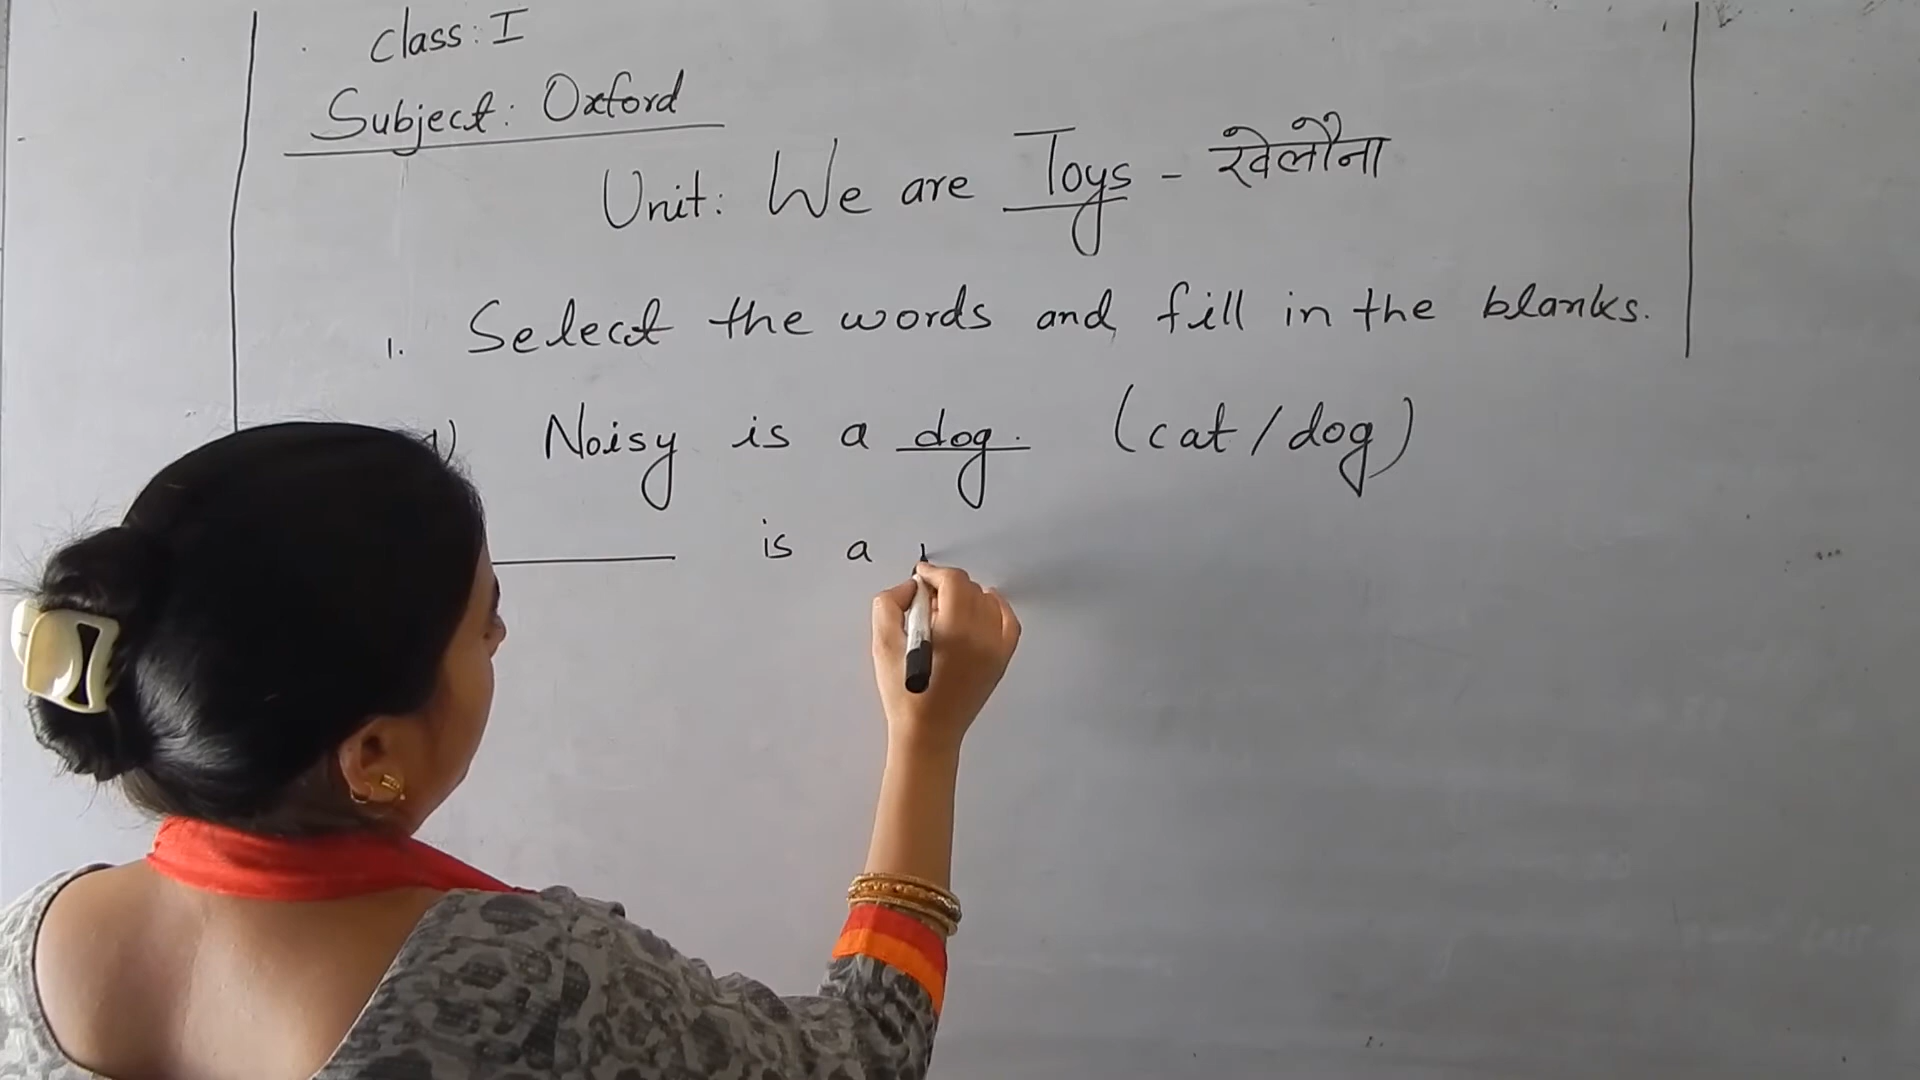 Class: I
Subject: Oxford
Unit: We are Toys - खेलौना
1. Select the words and fill in the blanks.
Noisy is a dog. (cat/dog)
is a